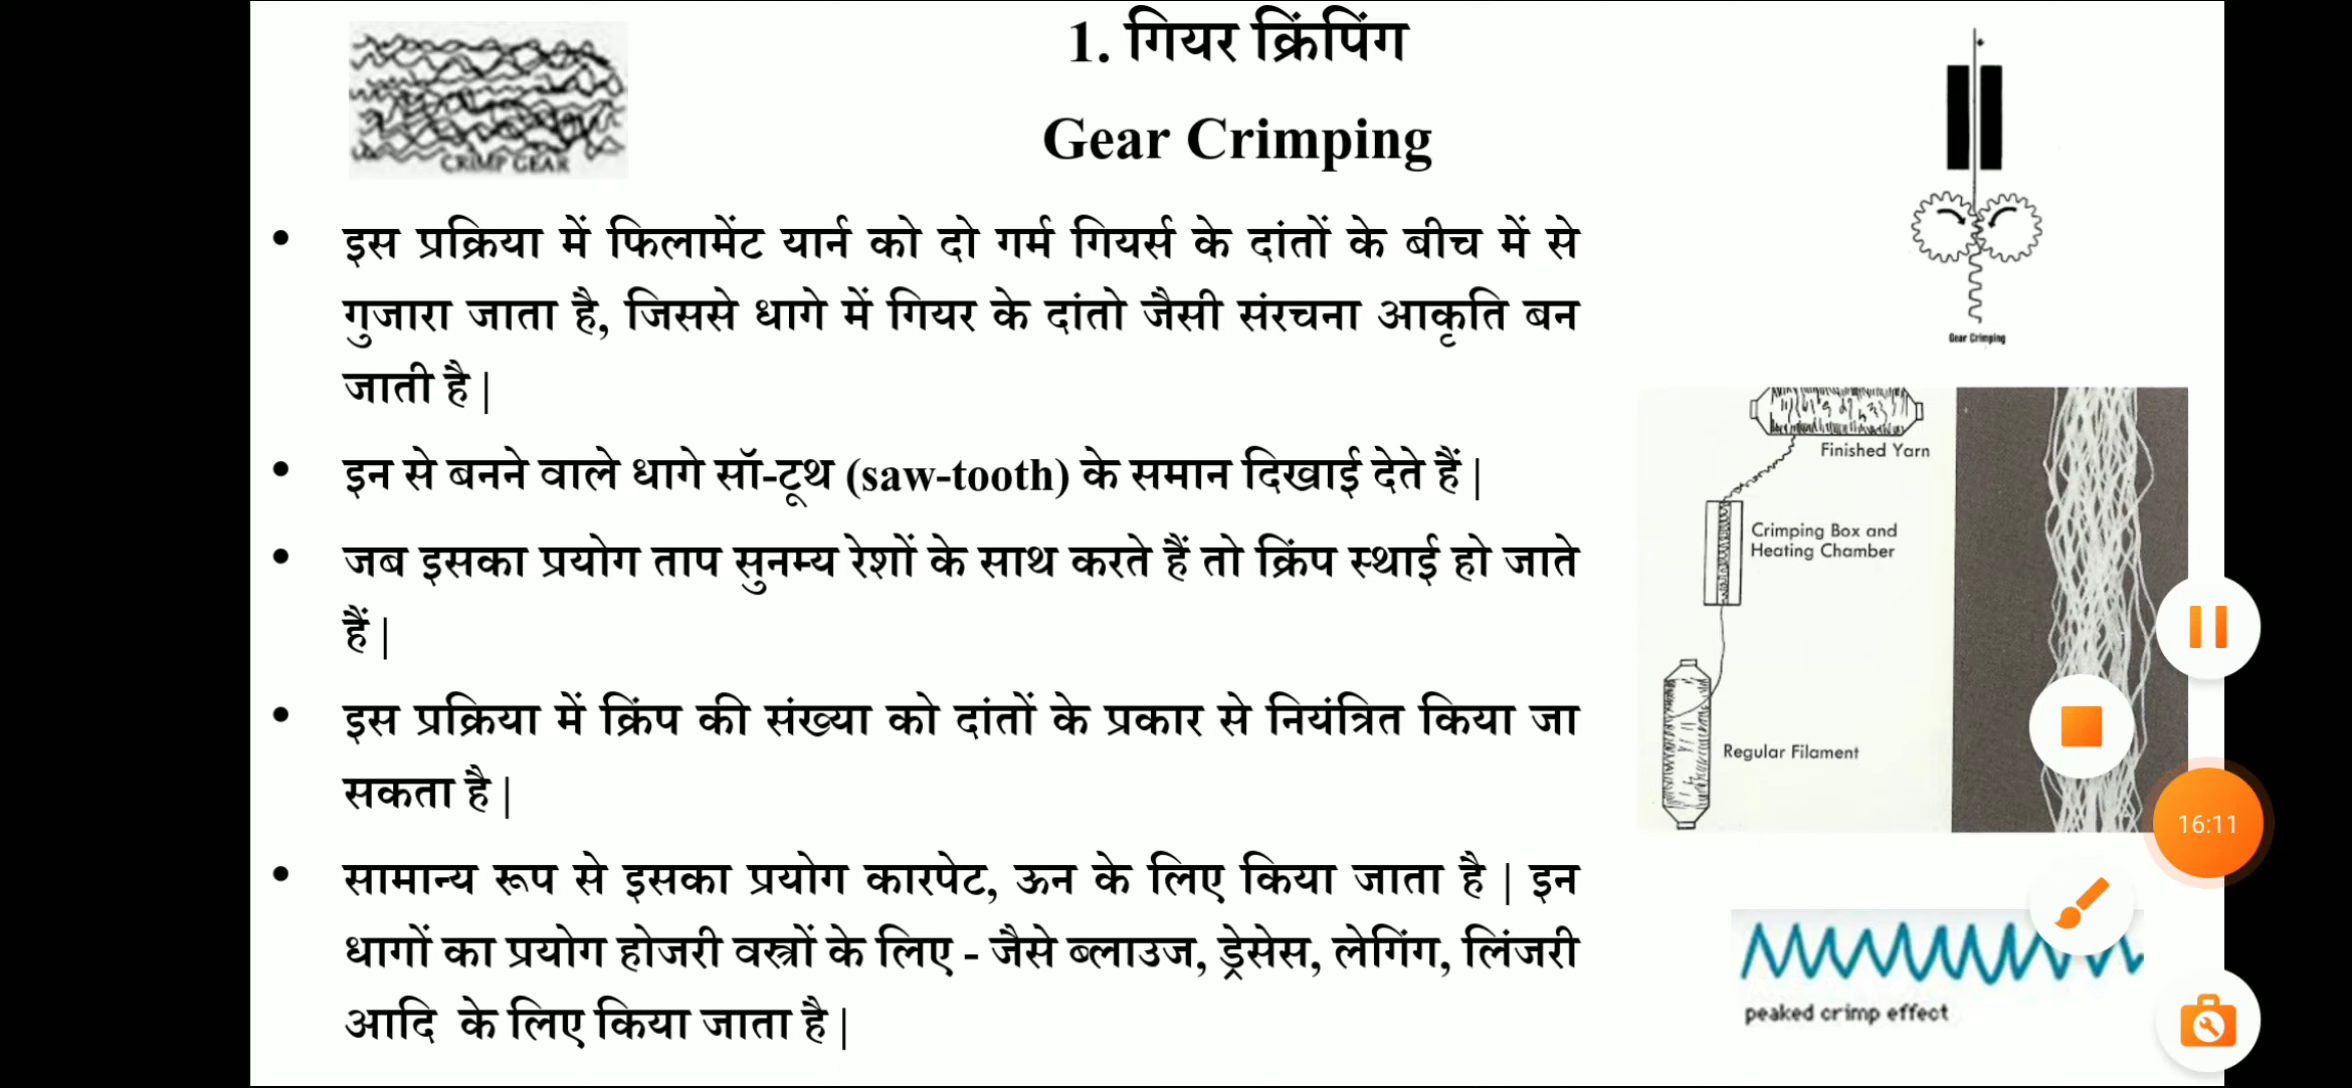 1. गियर क्रिंपिंग
Gear Crimping
CRIMP GEAR
• इस प्रक्रिया में फिलामेंट यार्न को दो गर्म गियर्स के दांतों के बीच में से
गुजारा जाता है, जिससे धागे में गियर के दांतो जैसी संरचना आकृति बन
जाती है |
• इन से बनने वाले धागे सॉ-टूथ (saw-tooth) के समान दिखाई देते हैं |
• जब इसका प्रयोग ताप सुनम्य रेशों के साथ करते हैं तो क्रिंप स्थाई हो जाते
हैं |
• इस प्रक्रिया में क्रिंप की संख्या को दांतों के प्रकार से नियंत्रित किया जा
सकता है |
• सामान्य रूप से इसका प्रयोग कारपेट, ऊन के लिए किया जाता है | इन
धागों का प्रयोग होजरी वस्त्रों के लिए - जैसे ब्लाउज, ड्रेसेस, लेगिंग, लिंजरी
आदि के लिए किया जाता है |
Gear Crimping
Finished Yarn
Crimping Box and
Heating Chamber
Regular Filament
16:11
peaked crimp effect